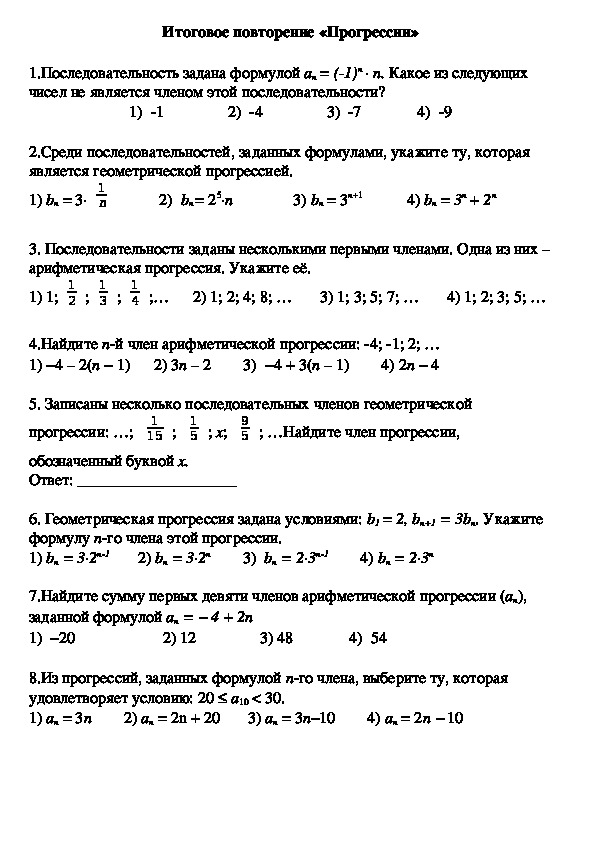 Итоговое повторение «Прогрессии»
1.Последовательность задана формулой aₙ = (-1)ⁿ · n. Какое из следующих
чисел не является членом этой последовательности?
1) -1 2) -4 3) -7 4) -9
2.Среди последовательностей, заданных формулами, укажите ту, которая
является геометрической прогрессией.
1) bₙ = 3· 1/n 2) bₙ= 2⁵·n 3) bₙ = 3ⁿ⁺¹ 4) bₙ = 3ⁿ + 2ⁿ
3. Последовательности заданы несколькими первыми членами. Одна из них –
арифметическая прогрессия. Укажите её.
1) 1; 1/2 ; 1/3 ; 1/4 ;… 2) 1; 2; 4; 8; … 3) 1; 3; 5; 7; … 4) 1; 2; 3; 5; …
4.Найдите n-й член арифметической прогрессии: -4; -1; 2; …
1) –4 – 2(n – 1) 2) 3n – 2 3) –4 + 3(n – 1) 4) 2n – 4
5. Записаны несколько последовательных членов геометрической
прогрессии: …; 1/15 ; 1/5 ; x; 9/5 ; …Найдите член прогрессии,
обозначенный буквой x.
Ответ: ______________________
6. Геометрическая прогрессия задана условиями: b₁ = 2, bₙ₊₁ = 3bₙ. Укажите
формулу n-го члена этой прогрессии.
1) bₙ = 3·2ⁿ⁻¹ 2) bₙ = 3·2ⁿ 3) bₙ = 2·3ⁿ⁻¹ 4) bₙ = 2·3ⁿ
7.Найдите сумму первых девяти членов арифметической прогрессии (aₙ),
заданной формулой aₙ = – 4 + 2n
1) –20 2) 12 3) 48 4) 54
8.Из прогрессий, заданных формулой n-го члена, выберите ту, которая
удовлетворяет условию: 20 ≤ a₁₀ < 30.
1) aₙ = 3n 2) aₙ = 2n + 20 3) aₙ = 3n–10 4) aₙ = 2n – 10